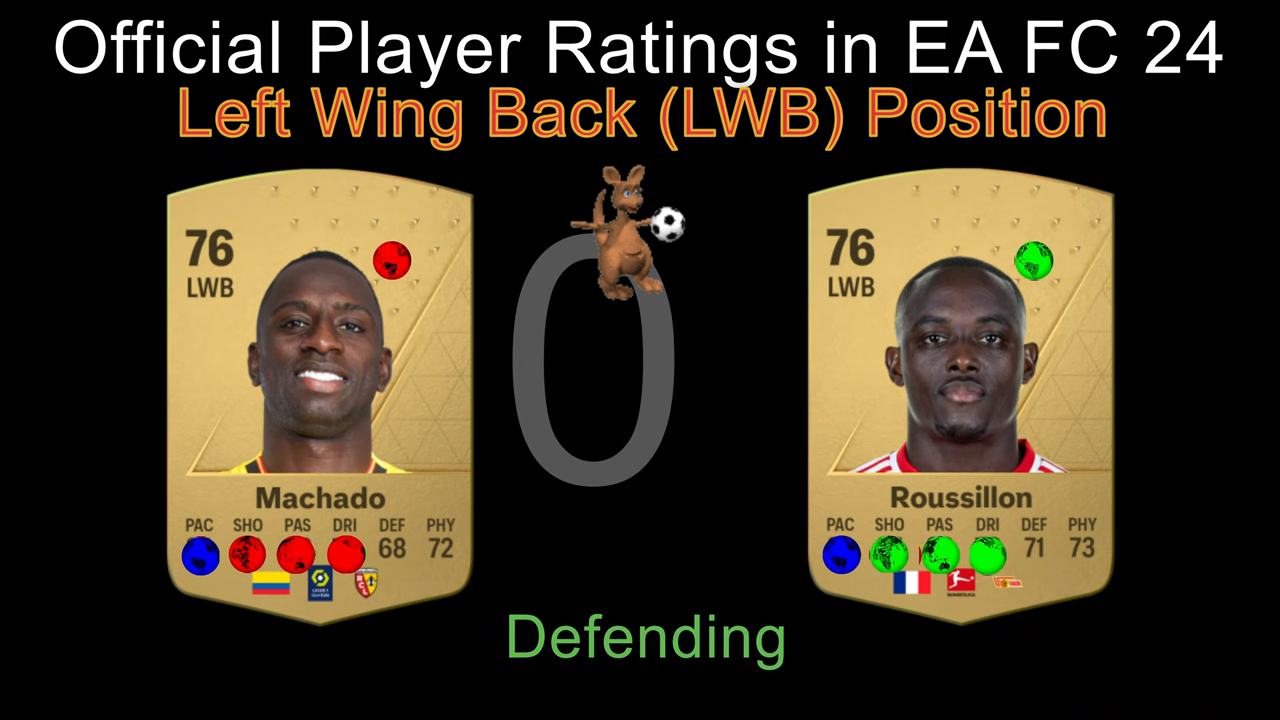 Official Player Ratings in EA FC 24
Left Wing Back (LWB) Position
76
LWB
Machado
PAC SHO PAS DRI DEF PHY
68 72
0
76
LWB
Roussillon
PAC SHO PAS DRI DEF PHY
71 73
BUNDESLIGA
Defending